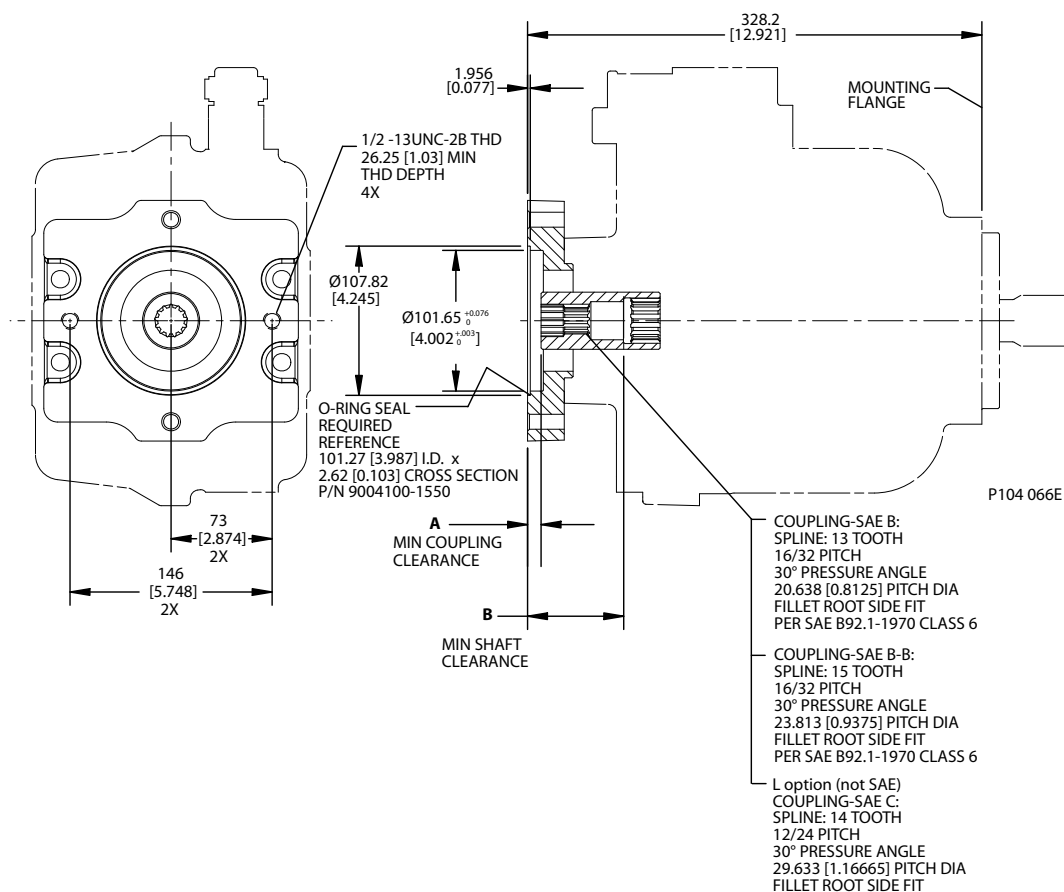 328.2
[12.921]
1.956
[0.077]
MOUNTING
FLANGE
1/2 -13UNC-2B THD
26.25 [1.03] MIN
THD DEPTH
4X
Ø107.82
[4.245]
Ø101.65 +0.076 0
[4.002 +.003 0]
O-RING SEAL
REQUIRED
REFERENCE
101.27 [3.987] I.D. x
2.62 [0.103] CROSS SECTION
P/N 9004100-1550
P104 066E
A
MIN COUPLING
CLEARANCE
73
[2.874]
2X
146
[5.748]
2X
B
MIN SHAFT
CLEARANCE
COUPLING-SAE B:
SPLINE: 13 TOOTH
16/32 PITCH
30° PRESSURE ANGLE
20.638 [0.8125] PITCH DIA
FILLET ROOT SIDE FIT
PER SAE B92.1-1970 CLASS 6
COUPLING-SAE B-B:
SPLINE: 15 TOOTH
16/32 PITCH
30° PRESSURE ANGLE
23.813 [0.9375] PITCH DIA
FILLET ROOT SIDE FIT
PER SAE B92.1-1970 CLASS 6
L option (not SAE)
COUPLING-SAE C:
SPLINE: 14 TOOTH
12/24 PITCH
30° PRESSURE ANGLE
29.633 [1.16665] PITCH DIA
FILLET ROOT SIDE FIT